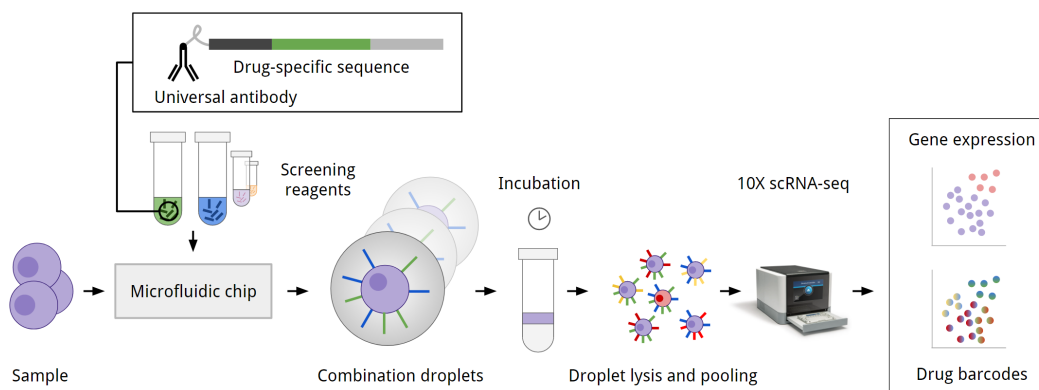 Drug-specific sequence
Universal antibody
Screening
reagents
Incubation
10X scRNA-seq
Gene expression
Microfluidic chip
Sample
Combination droplets
Droplet lysis and pooling
Drug barcodes